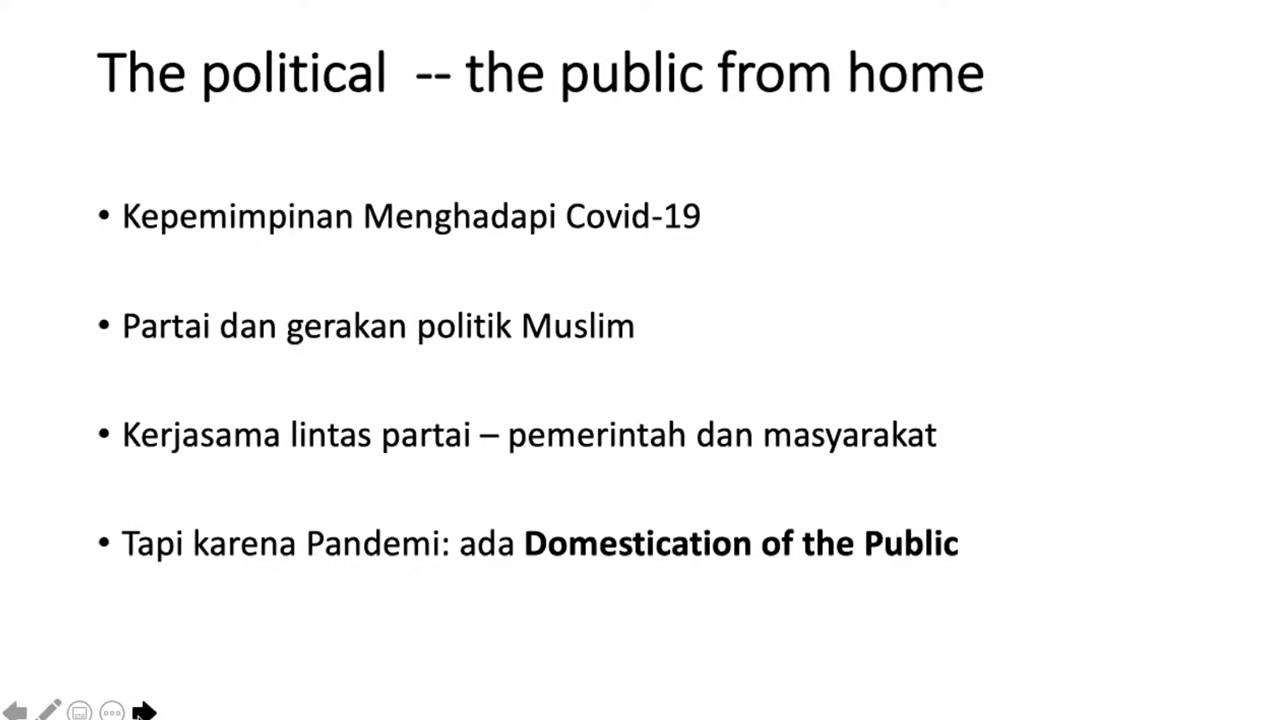 The political -- the public from home
• Kepemimpinan Menghadapi Covid-19
• Partai dan gerakan politik Muslim
• Kerjasama lintas partai – pemerintah dan masyarakat
• Tapi karena Pandemi: ada Domestication of the Public